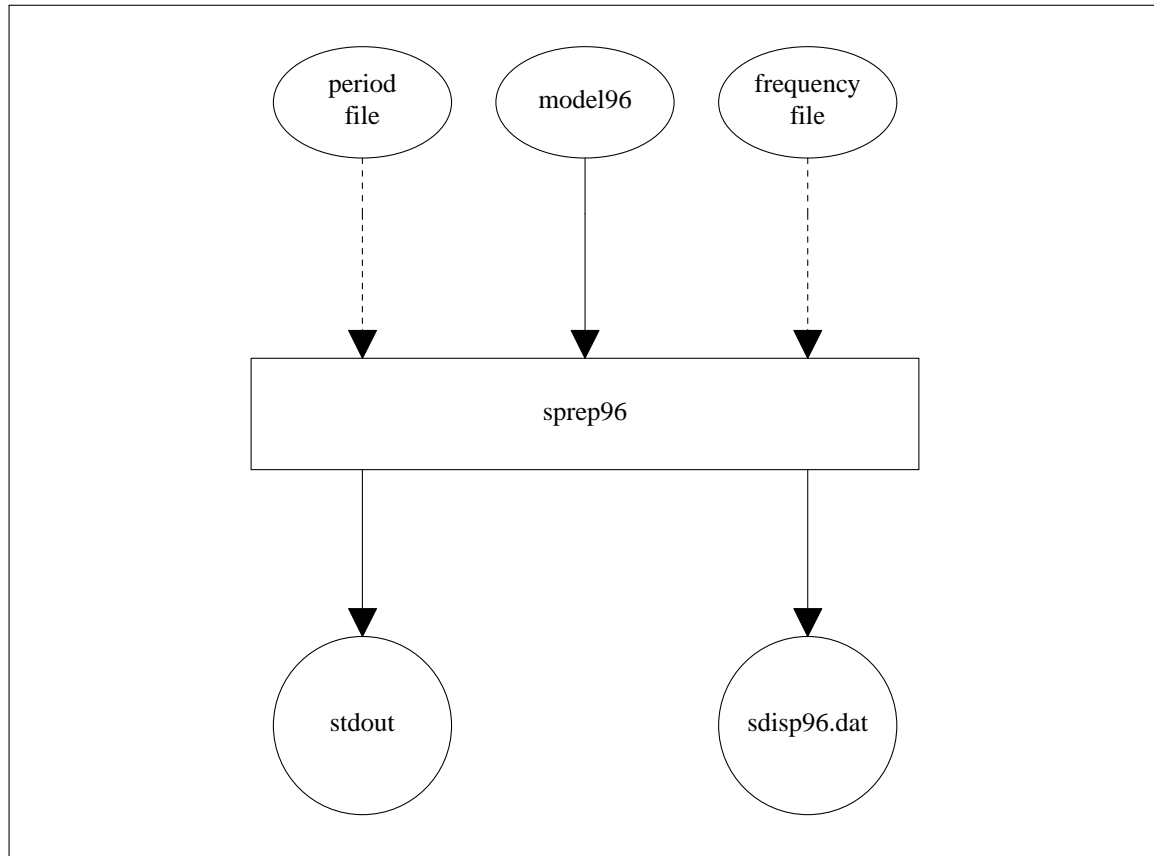 period
file
model96
frequency
file
sprep96
stdout
sdisp96.dat